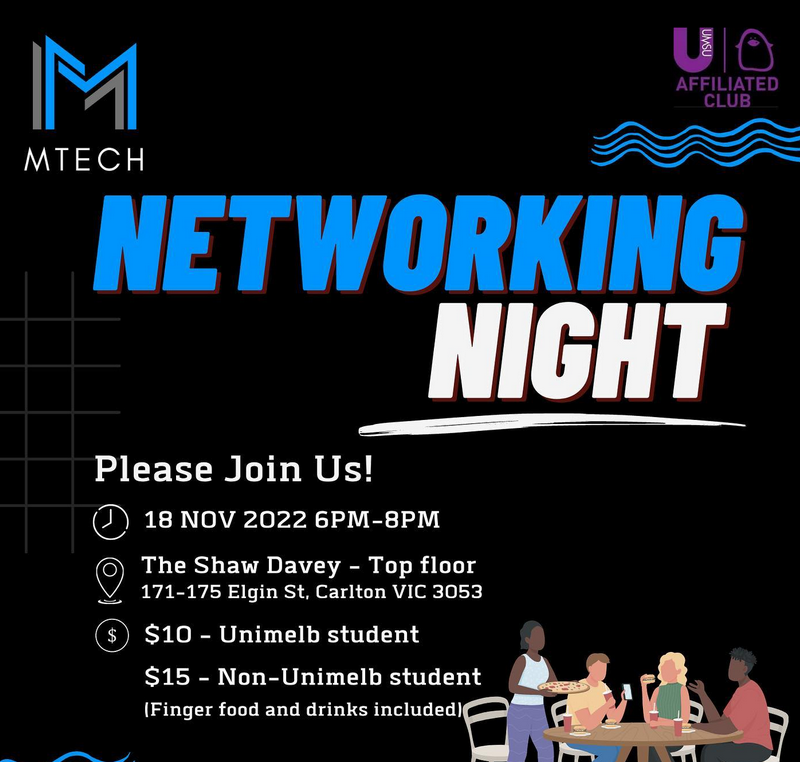 MTECH
U UMSU
AFFILIATED
CLUB
NETWORKING
NIGHT
Please Join Us!
18 NOV 2022 6PM-8PM
The Shaw Davey - Top floor
171-175 Elgin St, Carlton VIC 3053
$
$10 - Unimelb student
$15 - Non-Unimelb student
(Finger food and drinks included)